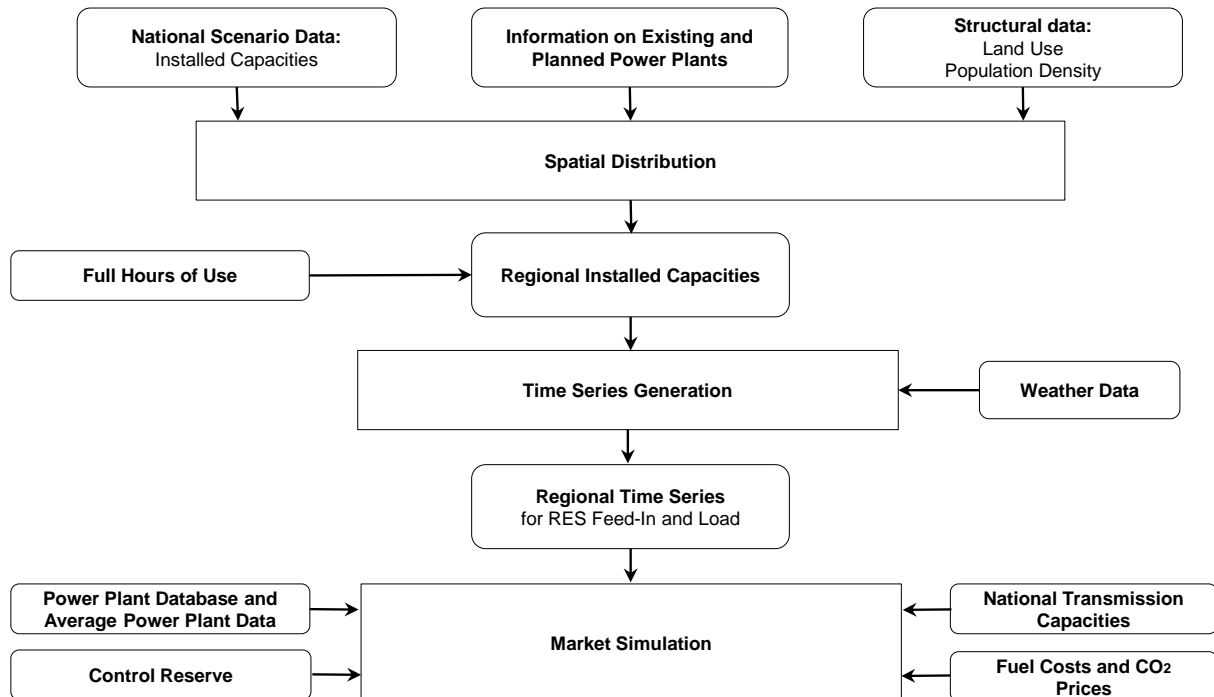 National Scenario Data:
Installed Capacities
Information on Existing and
Planned Power Plants
Structural data:
Land Use
Population Density
Spatial Distribution
Full Hours of Use
Regional Installed Capacities
Time Series Generation
Weather Data
Regional Time Series
for RES Feed-In and Load
Power Plant Database and
Average Power Plant Data
National Transmission
Capacities
Market Simulation
Control Reserve
Fuel Costs and CO2
Prices